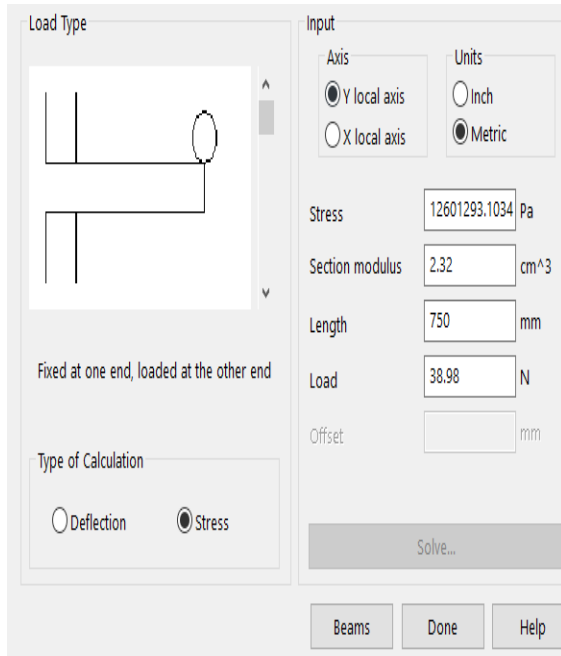 Load Type
Fixed at one end, loaded at the other end
Type of Calculation
Deflection
Stress
Input
Axis
Y local axis
X local axis
Units
Inch
Metric
Stress 12601293.1034 Pa
Section modulus 2.32 cm^3
Length 750 mm
Load 38.98 N
Offset mm
Solve...
Beams Done Help